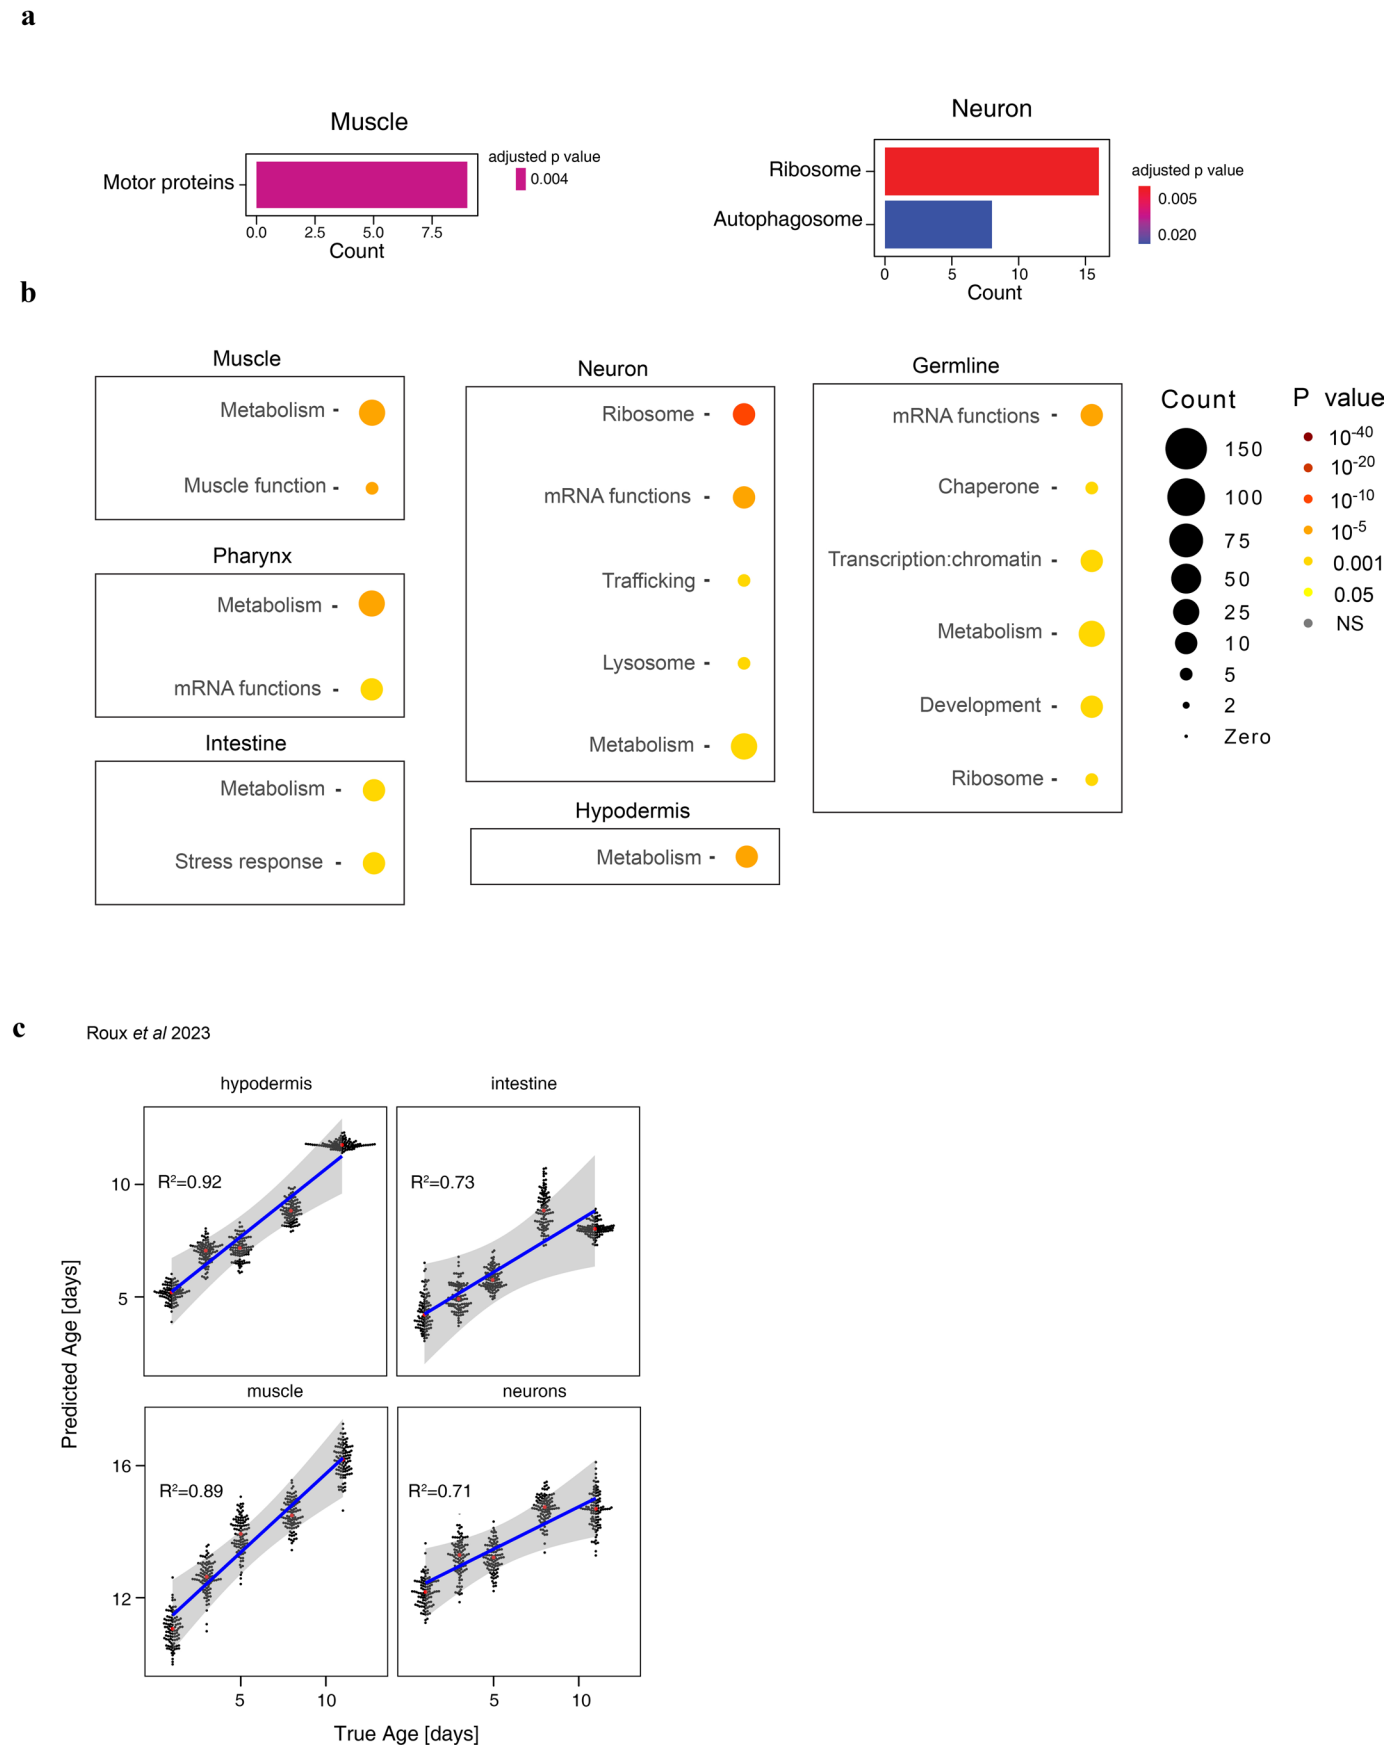 a
Muscle
adjusted p value
0.004
Motor proteins
0.0 2.5 5.0 7.5
Count
Neuron
Ribosome
Autophagosome
adjusted p value
0.005
0.020
0 5 10 15
Count
b
Muscle
Metabolism
Muscle function
Pharynx
Metabolism
mRNA functions
Intestine
Metabolism
Stress response
Neuron
Ribosome
mRNA functions
Trafficking
Lysosome
Metabolism
Hypodermis
Metabolism
Germline
mRNA functions
Chaperone
Transcription:chromatin
Metabolism
Development
Ribosome
Count
150
100
75
50
25
10
5
2
Zero
P value
10⁻⁴⁰
10⁻²⁰
10⁻¹⁰
10⁻⁵
0.001
0.05
NS
c
Roux et al 2023
hypodermis
intestine
R²=0.92
R²=0.73
10
5
muscle
neurons
R²=0.89
R²=0.71
16
12
5 10
5 10
Predicted Age [days]
True Age [days]